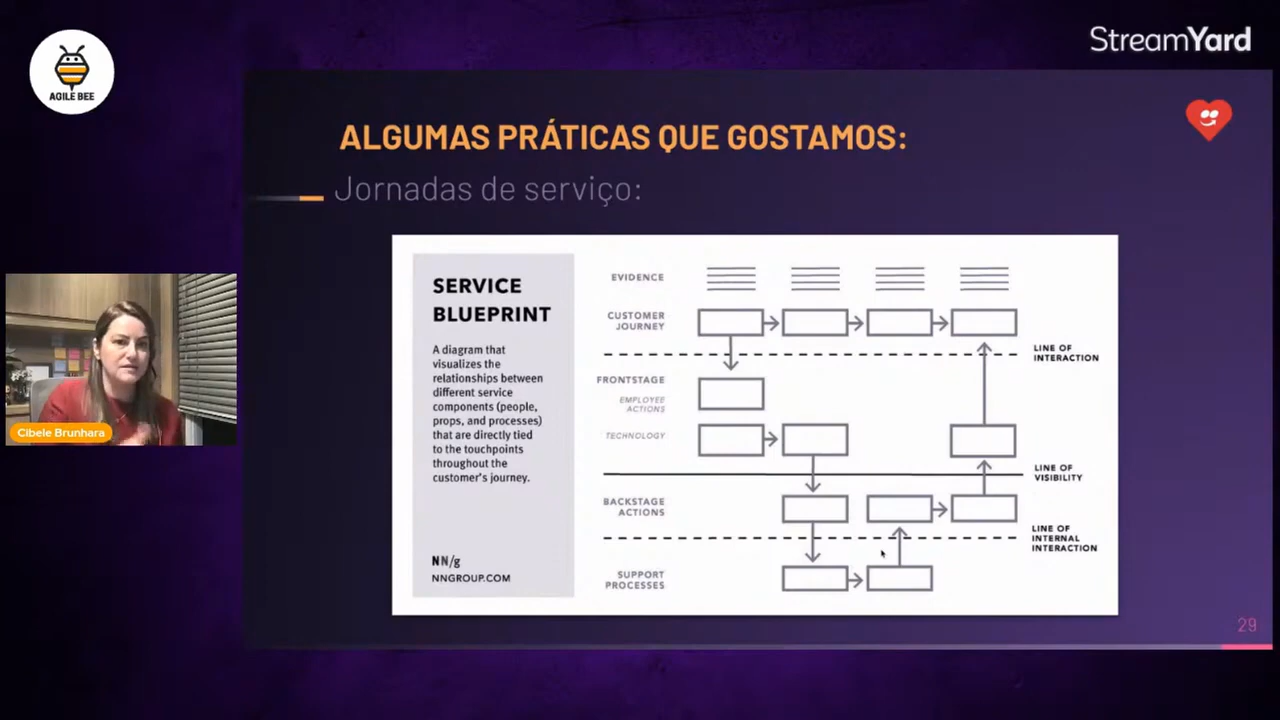 AGILE BEE
StreamYard
ALGUMAS PRÁTICAS QUE GOSTAMOS:
Jornadas de serviço:
SERVICE
BLUEPRINT
A diagram that
visualizes the
relationships between
different service
components (people,
props, and processes)
that are directly tied
to the touchpoints
throughout the
customer's journey.
NN/g
NNGROUP.COM
EVIDENCE
CUSTOMER
JOURNEY
LINE OF
INTERACTION
FRONTSTAGE
EMPLOYEE
ACTIONS
TECHNOLOGY
LINE OF
VISIBILITY
BACKSTAGE
ACTIONS
LINE OF
INTERNAL
INTERACTION
SUPPORT
PROCESSES
Cibele Brunhara
29